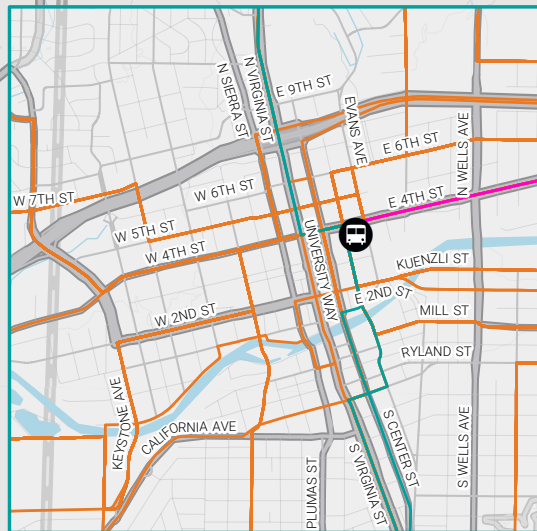 E 9TH ST
N SIERRA ST
N VIRGINIA ST
EVANS AVE
N WELLS AVE
E 6TH ST
W 7TH ST
W 6TH ST
E 4TH ST
W 5TH ST
W 4TH ST
UNIVERSITY WAY
KUENZLI ST
E 2ND ST
W 2ND ST
MILL ST
RYLAND ST
KEYSTONE AVE
CALIFORNIA AVE
S CENTER ST
S WELLS AVE
S VIRGINIA ST
PLUMAS ST